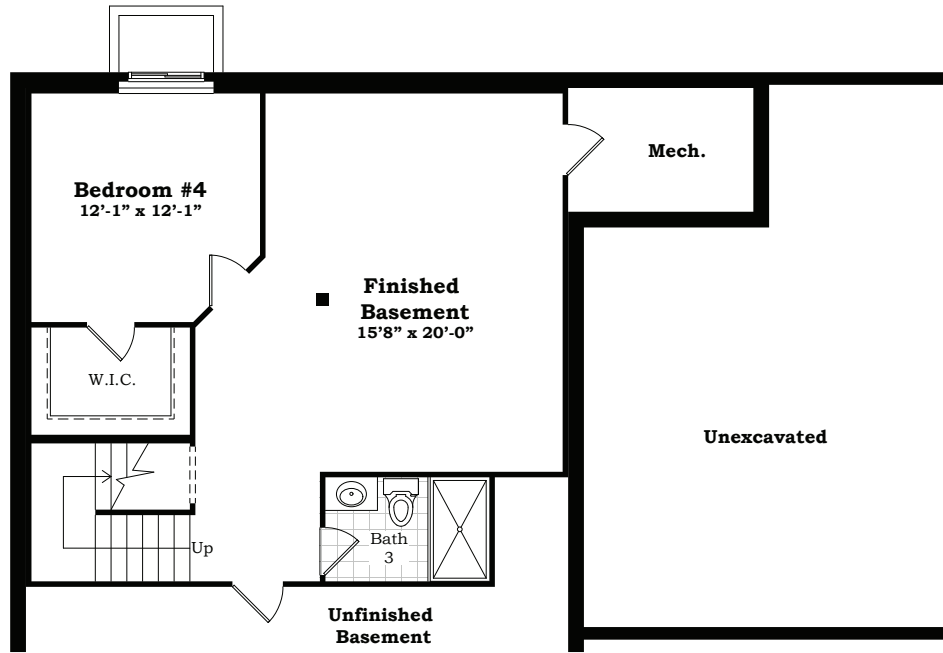 Mech.
Bedroom #4
12’-1” x 12’-1”
Finished
Basement
15’8” x 20’-0”
W.I.C.
Unexcavated
Up
Bath
3
Unfinished
Basement